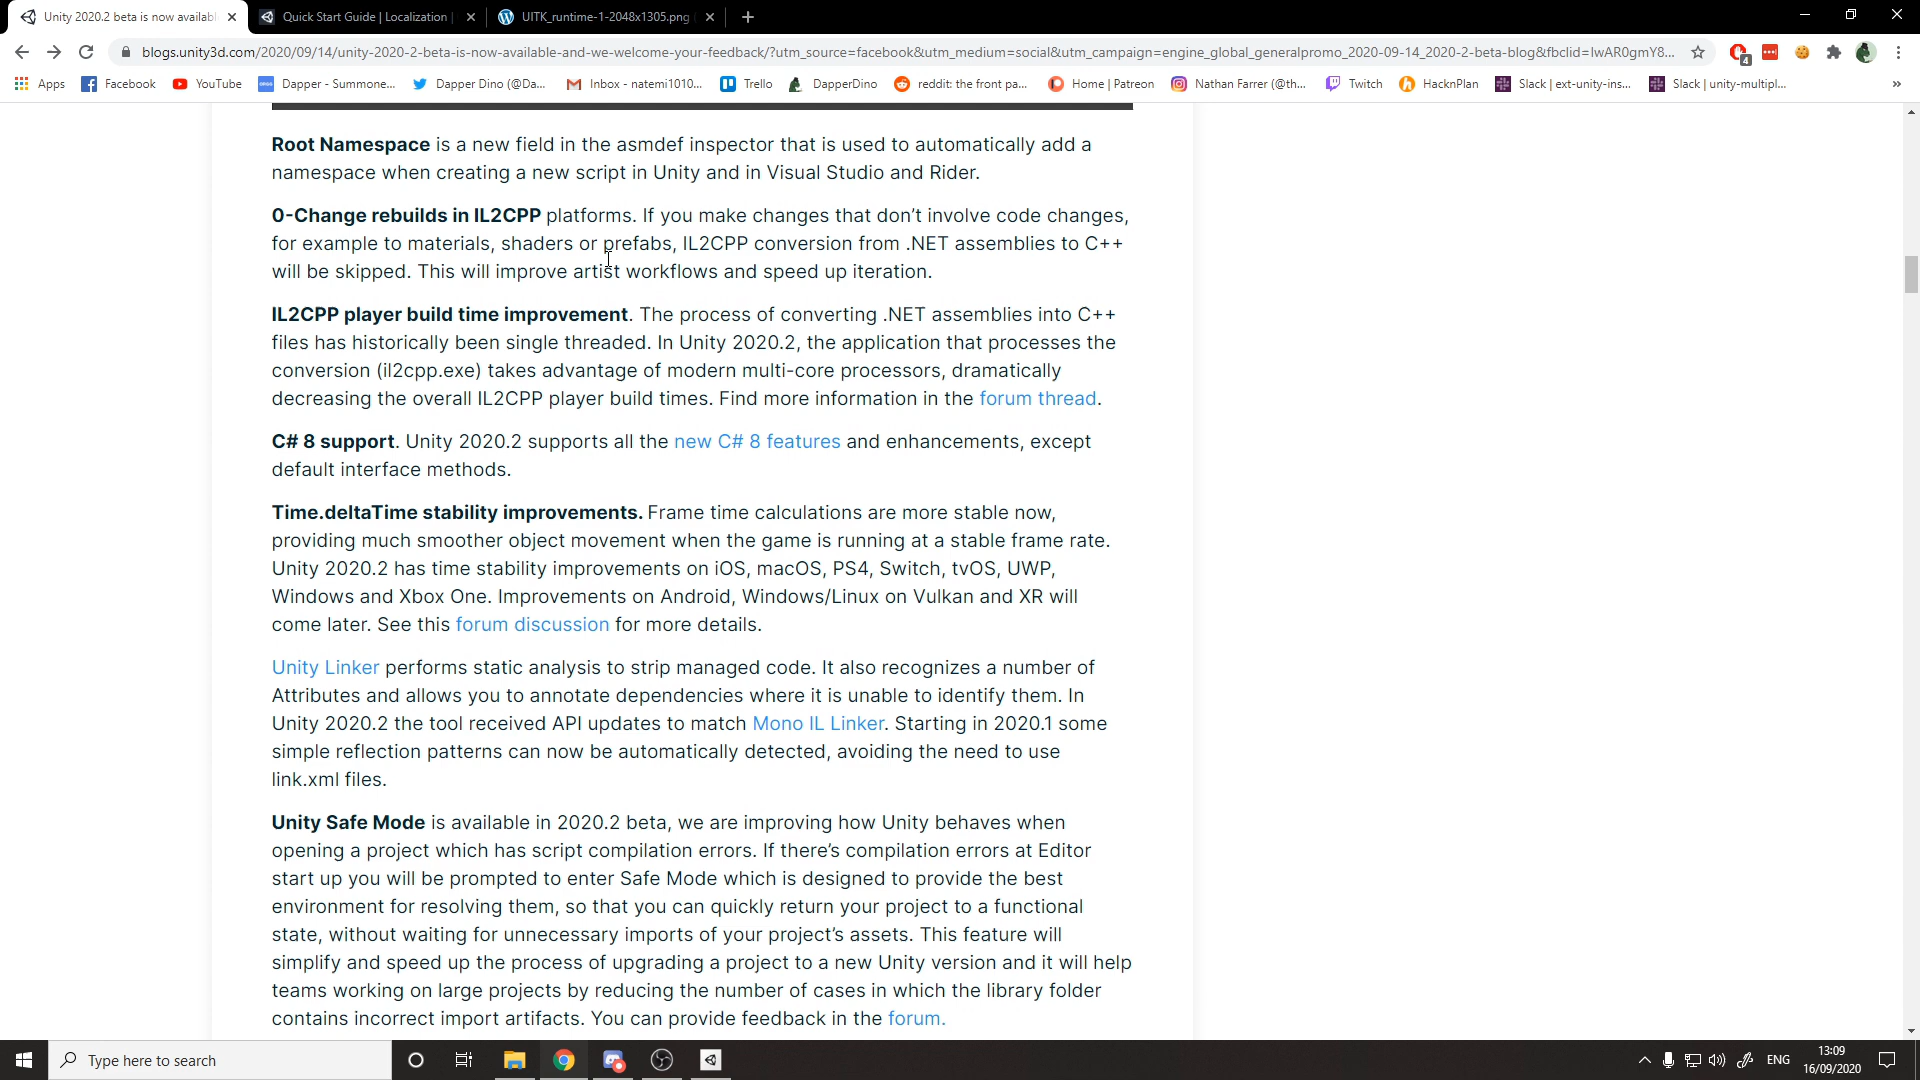 Unity 2020.2 beta is now availabl
Quick Start Guide | Localization
UITK_runtime-1-2048x1305.png
blogs.unity3d.com/2020/09/14/unity-2020-2-beta-is-now-available-and-we-welcome-your-feedback/?utm_source=facebook&utm_medium=social&utm_campaign=engine_global_generalpromo_2020-09-14_2020-2-beta-blog&fbclid=IwAR0gmY8...
4
Apps
Facebook
YouTube
Dapper - Summone...
Dapper Dino (@Da...
Inbox - natemi1010...
Trello
DapperDino
reddit: the front pa...
Home | Patreon
Nathan Farrer (@th...
Twitch
HacknPlan
Slack | ext-unity-ins...
Slack | unity-multipl...
»
Root Namespace is a new field in the asmdef inspector that is used to automatically add a
namespace when creating a new script in Unity and in Visual Studio and Rider.
0-Change rebuilds in IL2CPP platforms. If you make changes that don’t involve code changes,
for example to materials, shaders or prefabs, IL2CPP conversion from .NET assemblies to C++
will be skipped. This will improve artist workflows and speed up iteration.
IL2CPP player build time improvement. The process of converting .NET assemblies into C++
files has historically been single threaded. In Unity 2020.2, the application that processes the
conversion (il2cpp.exe) takes advantage of modern multi-core processors, dramatically
decreasing the overall IL2CPP player build times. Find more information in the forum thread.
C# 8 support. Unity 2020.2 supports all the new C# 8 features and enhancements, except
default interface methods.
Time.deltaTime stability improvements. Frame time calculations are more stable now,
providing much smoother object movement when the game is running at a stable frame rate.
Unity 2020.2 has time stability improvements on iOS, macOS, PS4, Switch, tvOS, UWP,
Windows and Xbox One. Improvements on Android, Windows/Linux on Vulkan and XR will
come later. See this forum discussion for more details.
Unity Linker performs static analysis to strip managed code. It also recognizes a number of
Attributes and allows you to annotate dependencies where it is unable to identify them. In
Unity 2020.2 the tool received API updates to match Mono IL Linker. Starting in 2020.1 some
simple reflection patterns can now be automatically detected, avoiding the need to use
link.xml files.
Unity Safe Mode is available in 2020.2 beta, we are improving how Unity behaves when
opening a project which has script compilation errors. If there’s compilation errors at Editor
start up you will be prompted to enter Safe Mode which is designed to provide the best
environment for resolving them, so that you can quickly return your project to a functional
state, without waiting for unnecessary imports of your project’s assets. This feature will
simplify and speed up the process of upgrading a project to a new Unity version and it will help
teams working on large projects by reducing the number of cases in which the library folder
contains incorrect import artifacts. You can provide feedback in the forum.
Type here to search
ENG
13:09
16/09/2020